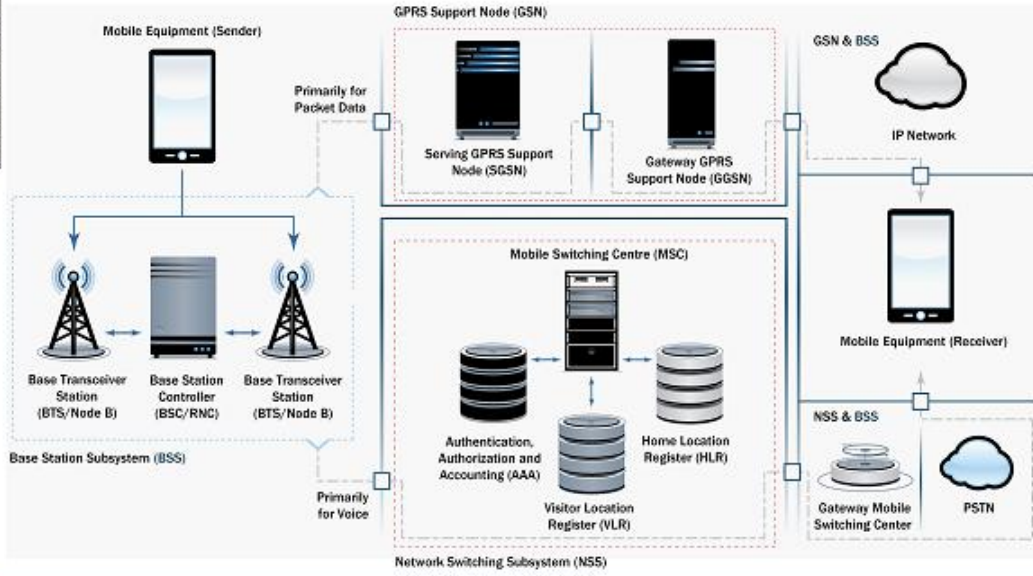 GPRS Support Node (GSN)
Mobile Equipment (Sender)
GSN & BSS
Primarily for
Packet Data
IP Network
Serving GPRS Support
Node (SGSN)
Gateway GPRS
Support Node (GGSN)
Mobile Switching Centre (MSC)
Mobile Equipment (Receiver)
Base Transceiver
Station
(BTS/Node B)
Base Station
Controller
(BSC/RNC)
Base Transceiver
Station
(BTS/Node B)
Base Station Subsystem (BSS)
Authentication,
Authorization and
Accounting (AAA)
Home Location
Register (HLR)
Visitor Location
Register (VLR)
NSS & BSS
Primarily
for Voice
Gateway Mobile
Switching Center
PSTN
Network Switching Subsystem (NSS)